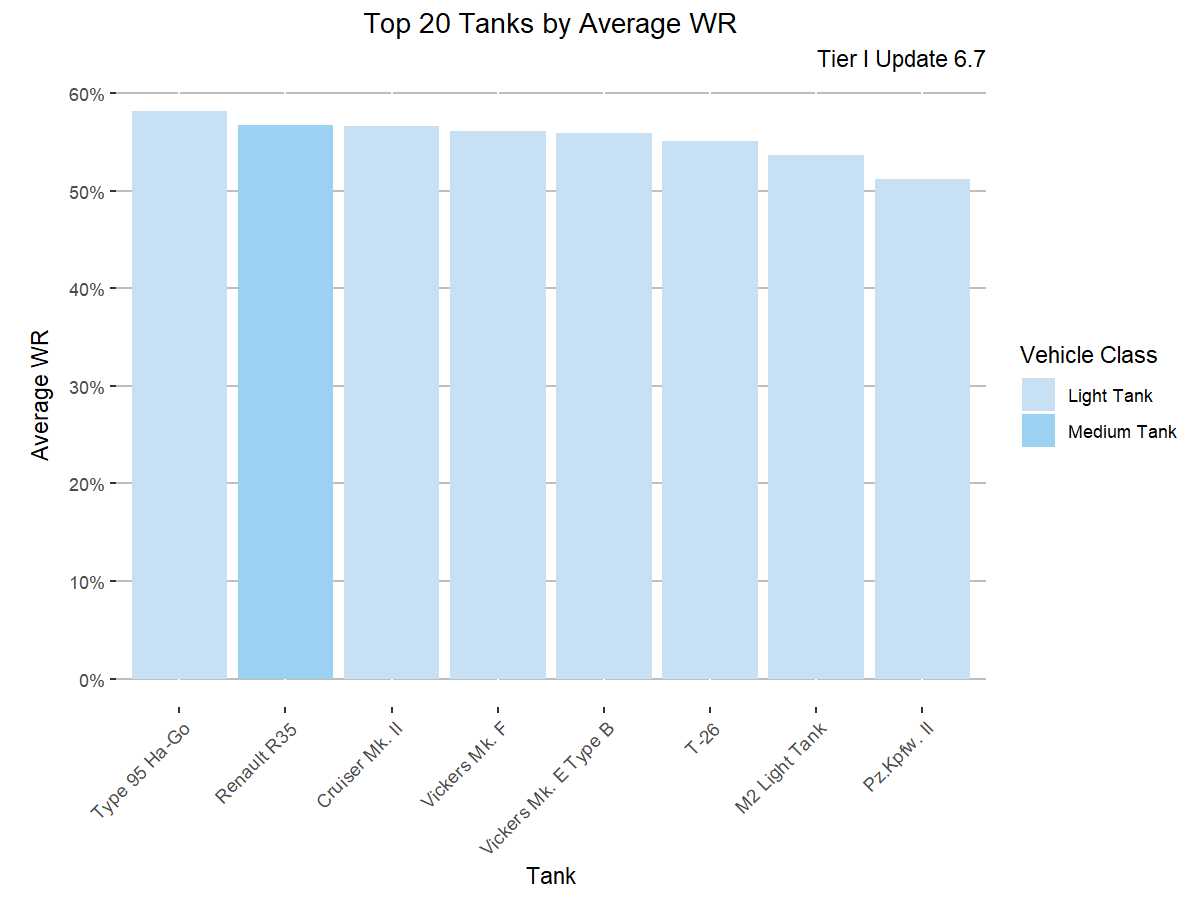 Top 20 Tanks by Average WR
Tier I Update 6.7
60%
50%
40%
30%
20%
10%
0%
Average WR
Type 95 Ha-Go
Renault R35
Cruiser Mk. II
Vickers Mk. F
Vickers Mk. E Type B
T-26
M2 Light Tank
Pz.Kpfw. II
Tank
Vehicle Class
Light Tank
Medium Tank